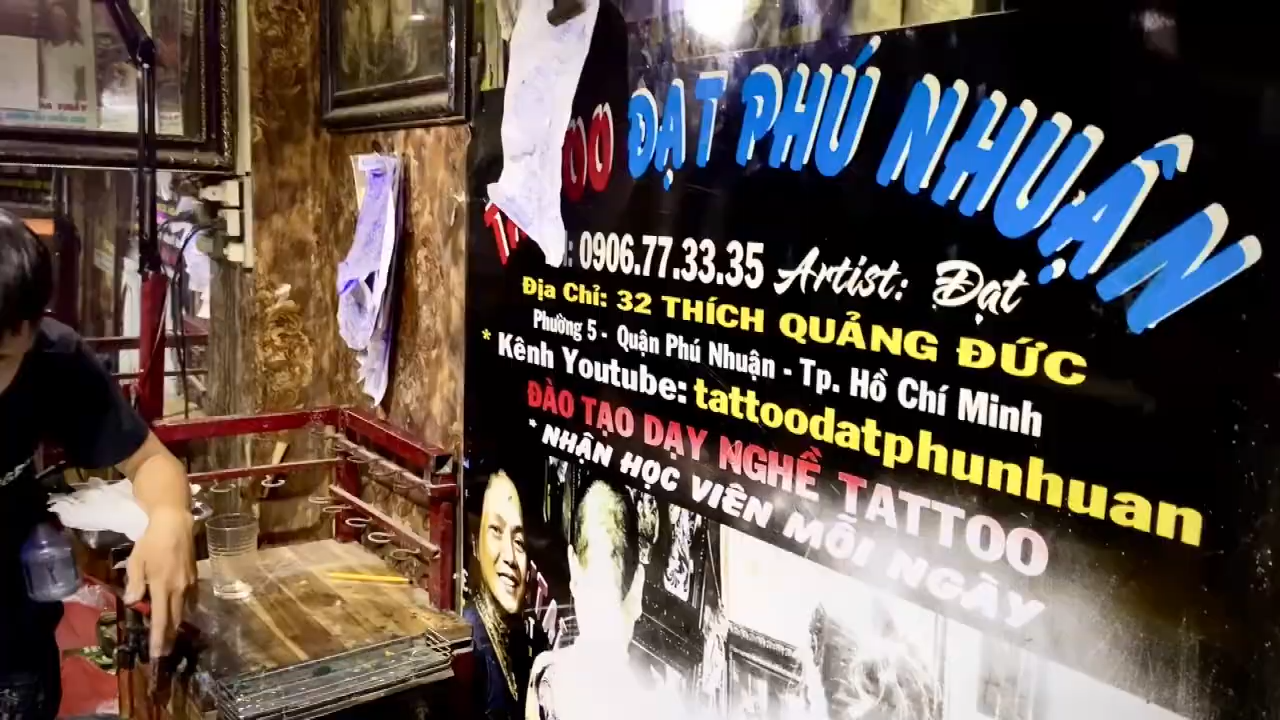 ĐẠT PHÚ NHUẬN
0906.77.33.35 Artist: Đạt
Địa Chỉ: 32 THÍCH QUẢNG ĐỨC
Phường 5 - Quận Phú Nhuận - Tp. Hồ Chí Minh
* Kênh Youtube: tattoodatphunhuan
ĐÀO TẠO DẠY NGHỀ TATTOO
* NHẬN HỌC VIÊN MỖI NGÀY